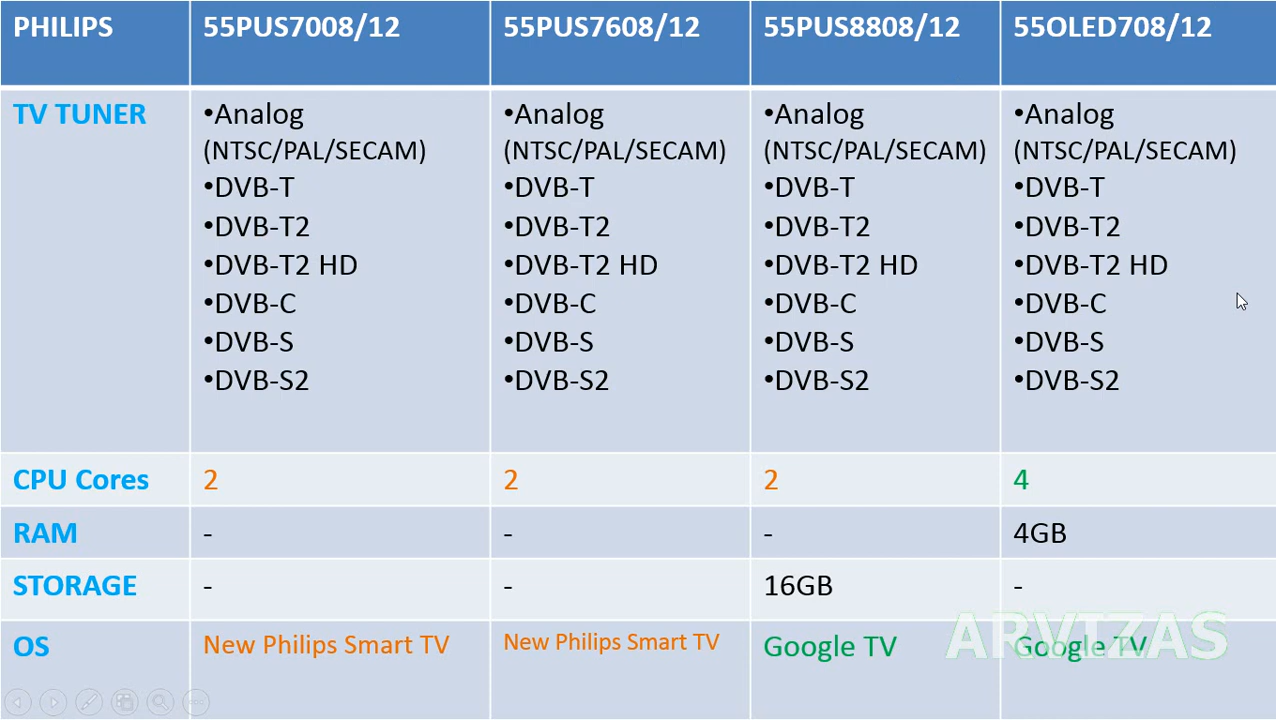 PHILIPS
55PUS7008/12
55PUS7608/12
55PUS8808/12
55OLED708/12
TV TUNER
•Analog
(NTSC/PAL/SECAM)
•DVB-T
•DVB-T2
•DVB-T2 HD
•DVB-C
•DVB-S
•DVB-S2
•Analog
(NTSC/PAL/SECAM)
•DVB-T
•DVB-T2
•DVB-T2 HD
•DVB-C
•DVB-S
•DVB-S2
•Analog
(NTSC/PAL/SECAM)
•DVB-T
•DVB-T2
•DVB-T2 HD
•DVB-C
•DVB-S
•DVB-S2
•Analog
(NTSC/PAL/SECAM)
•DVB-T
•DVB-T2
•DVB-T2 HD
•DVB-C
•DVB-S
•DVB-S2
CPU Cores
2
2
2
4
RAM
-
-
-
4GB
STORAGE
-
-
16GB
-
OS
New Philips Smart TV
New Philips Smart TV
Google TV
Google TV
ARVIZAS